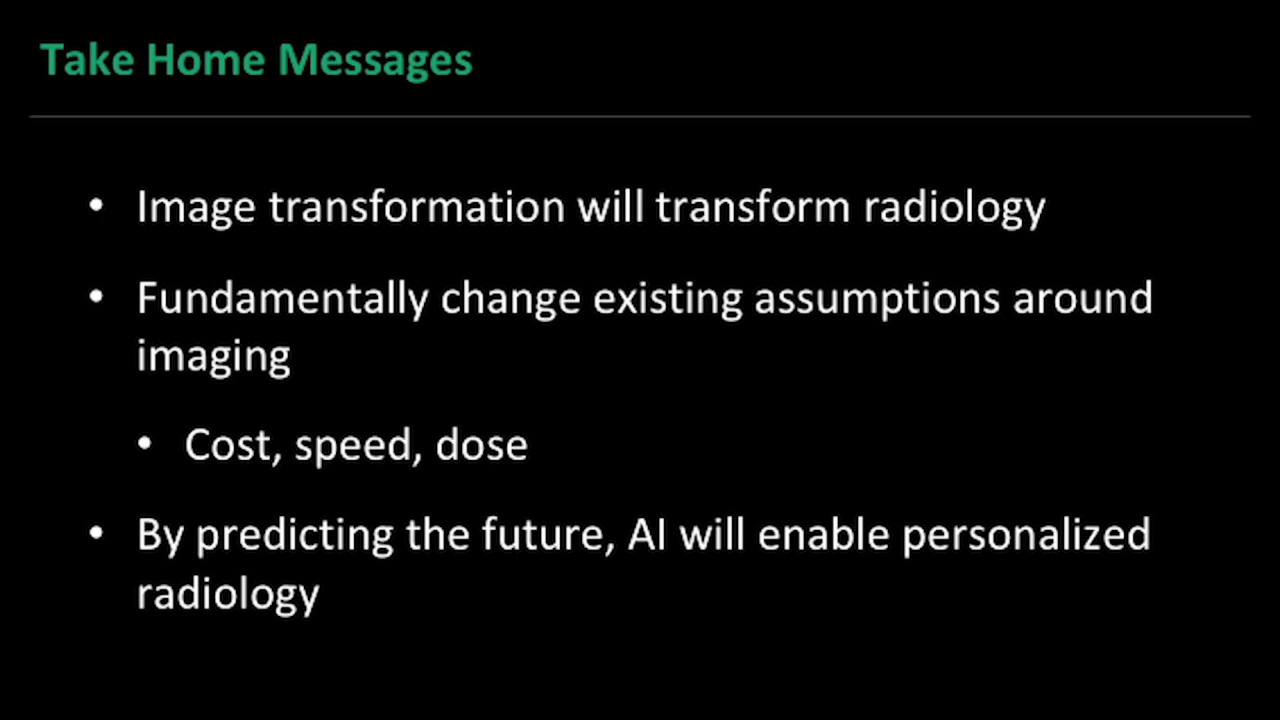 Take Home Messages
• Image transformation will transform radiology
• Fundamentally change existing assumptions around
imaging
• Cost, speed, dose
• By predicting the future, AI will enable personalized
radiology